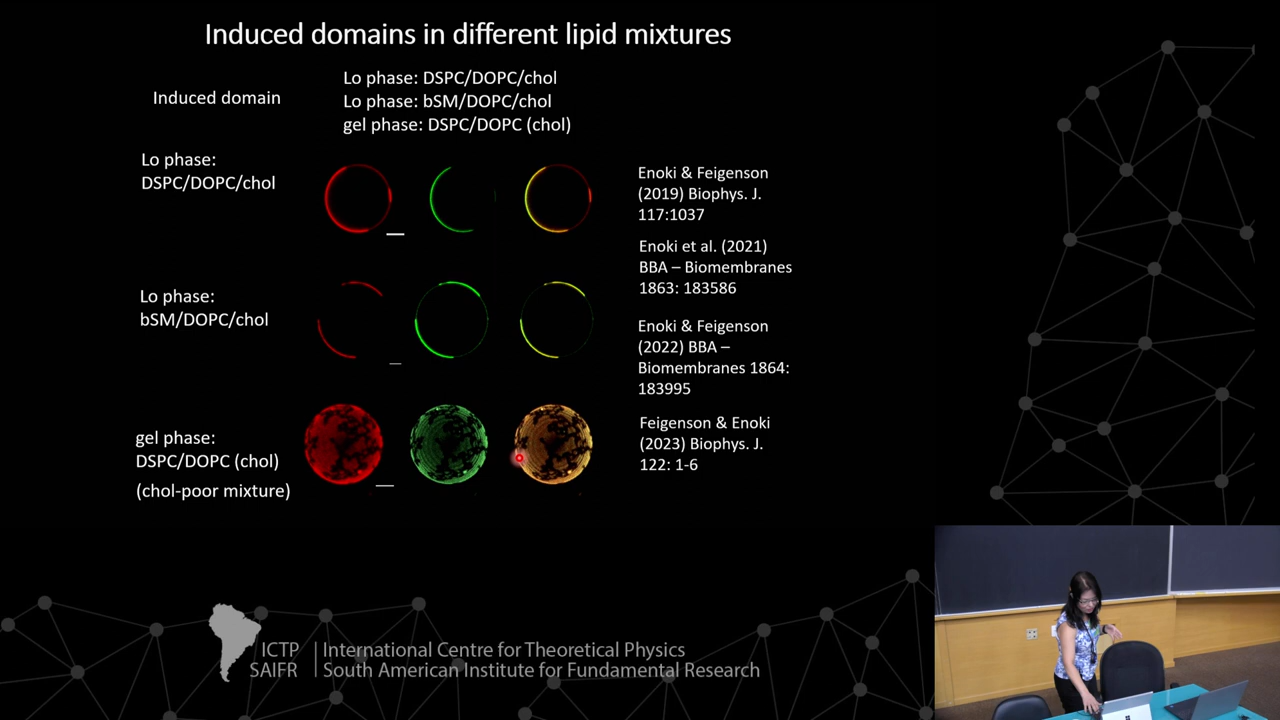 Induced domains in different lipid mixtures
Induced domain
Lo phase: DSPC/DOPC/chol
Lo phase: bSM/DOPC/chol
gel phase: DSPC/DOPC (chol)
Lo phase:
DSPC/DOPC/chol
Lo phase:
bSM/DOPC/chol
gel phase:
DSPC/DOPC (chol)
(chol-poor mixture)
Enoki & Feigenson
(2019) Biophys. J.
117:1037
Enoki et al. (2021)
BBA – Biomembranes
1863: 183586
Enoki & Feigenson
(2022) BBA –
Biomembranes 1864:
183995
Feigenson & Enoki
(2023) Biophys. J.
122: 1-6
ICTP
SAIFR
International Centre for Theoretical Physics
South American Institute for Fundamental Research